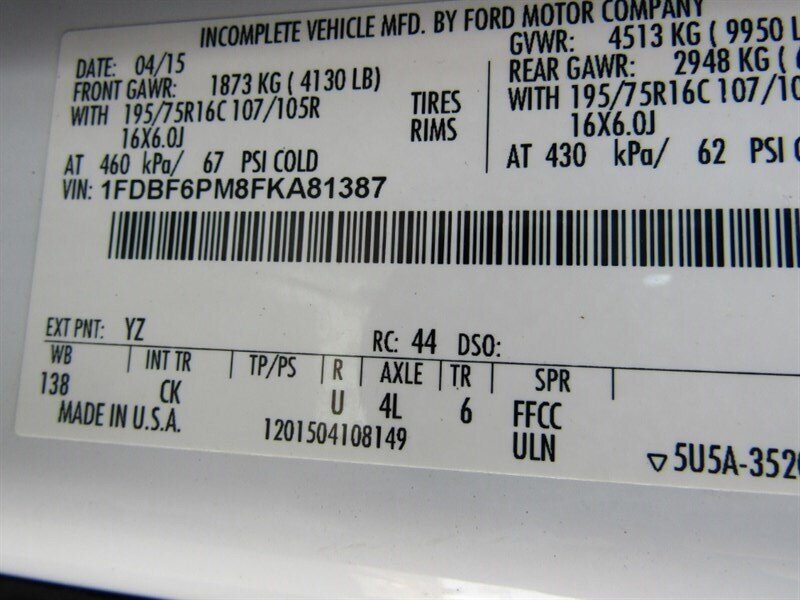 INCOMPLETE VEHICLE MFD. BY FORD MOTOR COMPANY
DATE: 04/15 GVWR: 4513 KG ( 9950 L
FRONT GAWR: 1873 KG ( 4130 LB) REAR GAWR: 2948 KG (
WITH 195/75R16C 107/105R TIRES WITH 195/75R16C 107/10
16X6.0J RIMS 16X6.0J
AT 460 kPa/ 67 PSI COLD AT 430 kPa/ 62 PSI C
VIN: 1FDBF6PM8FKA81387
EXT PNT: YZ RC: 44 DSO:
WB INT TR TP/PS R AXLE TR SPR
138 CK U 4L 6 FFCC
MADE IN U.S.A. 1201504108149 ULN
▽5U5A-3520